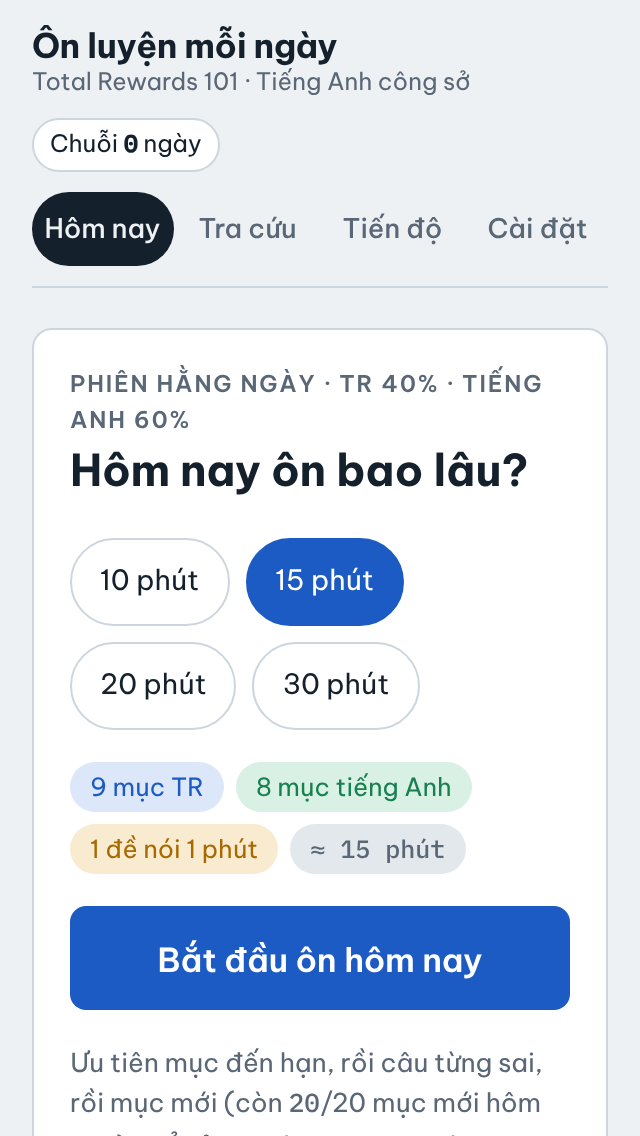 Ôn luyện mỗi ngày
Total Rewards 101 · Tiếng Anh công sở
Chuỗi 0 ngày
Hôm nay Tra cứu Tiến độ Cài đặt
PHIÊN HẰNG NGÀY · TR 40% · TIẾNG
ANH 60%
Hôm nay ôn bao lâu?
10 phút 15 phút
20 phút 30 phút
9 mục TR 8 mục tiếng Anh
1 đề nói 1 phút ≈ 15 phút
Bắt đầu ôn hôm nay
Ưu tiên mục đến hạn, rồi câu từng sai,
rồi mục mới (còn 20/20 mục mới hôm